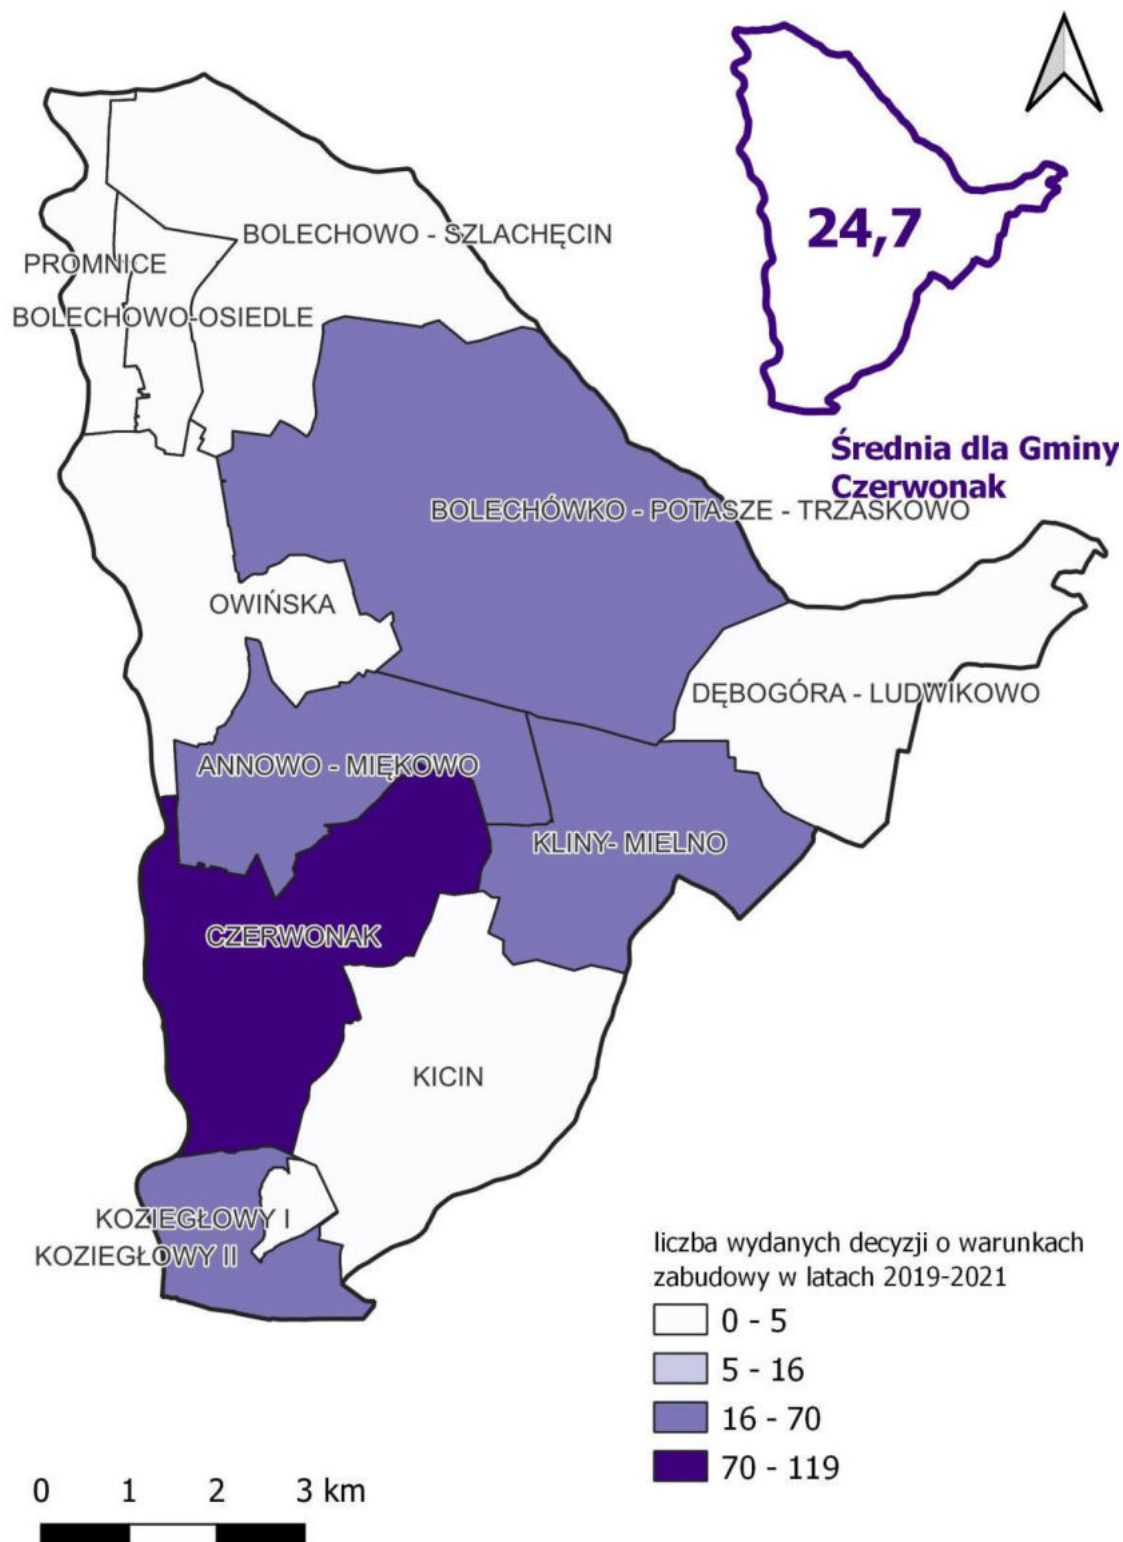 24,7
Średnia dla Gminy
Czerwonak
BOLECHOWO - SZLACHĘCIN
PROMNICE
BOLECHOWO-OSIEDLE
BOLECHÓWKO - POTASZE - TRZASKOWO
OWIŃSKA
DĘBOGÓRA - LUDWIKOWO
ANNOWO - MIĘKOWO
KLINY- MIELNO
CZERWONAK
KICIN
KOZIEGŁOWY I
KOZIEGŁOWY II
liczba wydanych decyzji o warunkach
zabudowy w latach 2019-2021
0 - 5
5 - 16
16 - 70
70 - 119
0 1 2 3 km